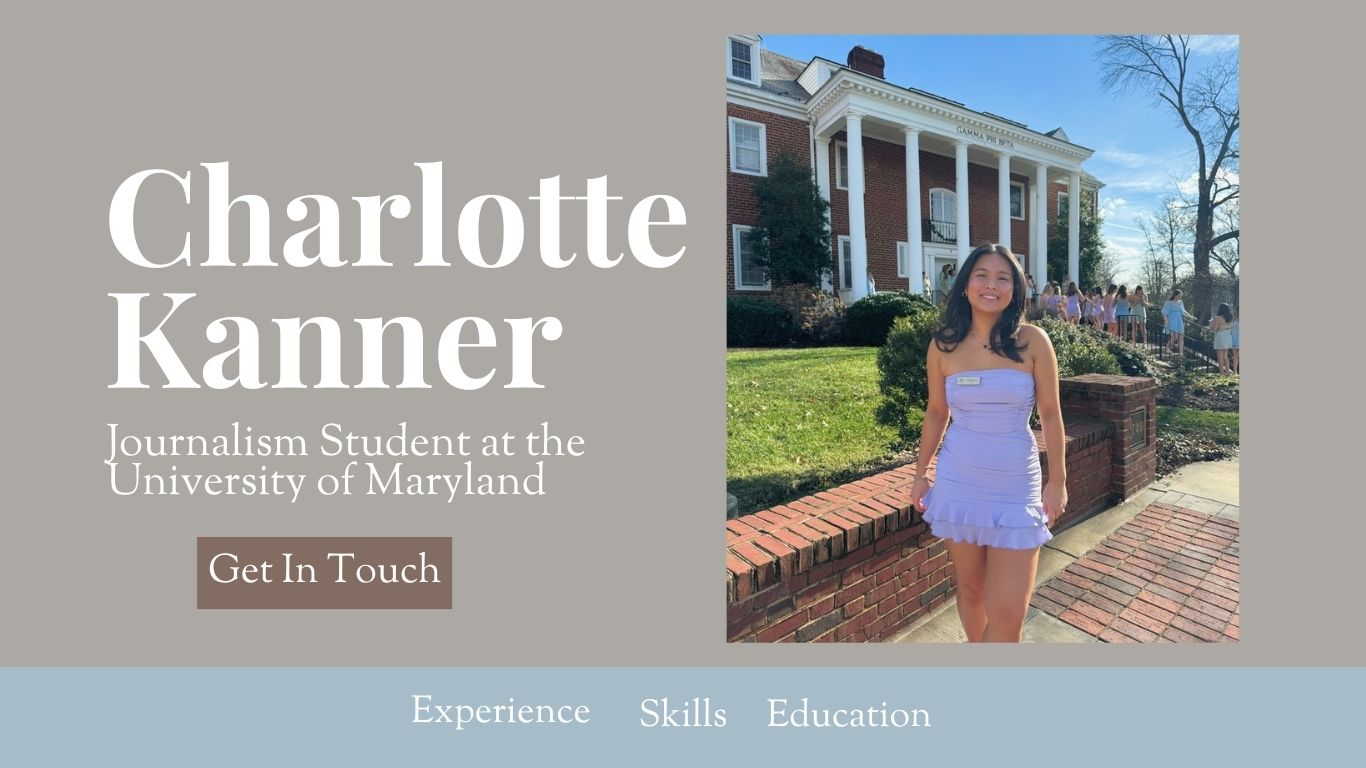 Charlotte
Kanner
Journalism Student at the
University of Maryland
Get In Touch
GAMMA PHI BETA
Experience
Skills
Education